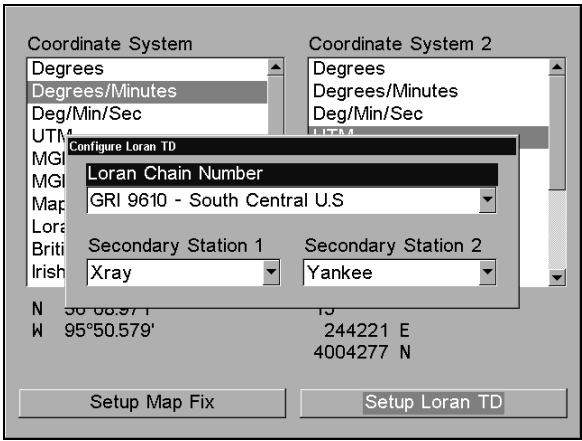 Coordinate System
Coordinate System 2
Degrees
Degrees/Minutes
Deg/Min/Sec
Degrees
Degrees/Minutes
Deg/Min/Sec
Configure Loran TD
Loran Chain Number
GRI 9610 - South Central U.S
Secondary Station 1
Secondary Station 2
Xray
Yankee
Map
Irish
N
W 95°50.579'
244221 E
4004277 N
Setup Map Fix
Setup Loran TD